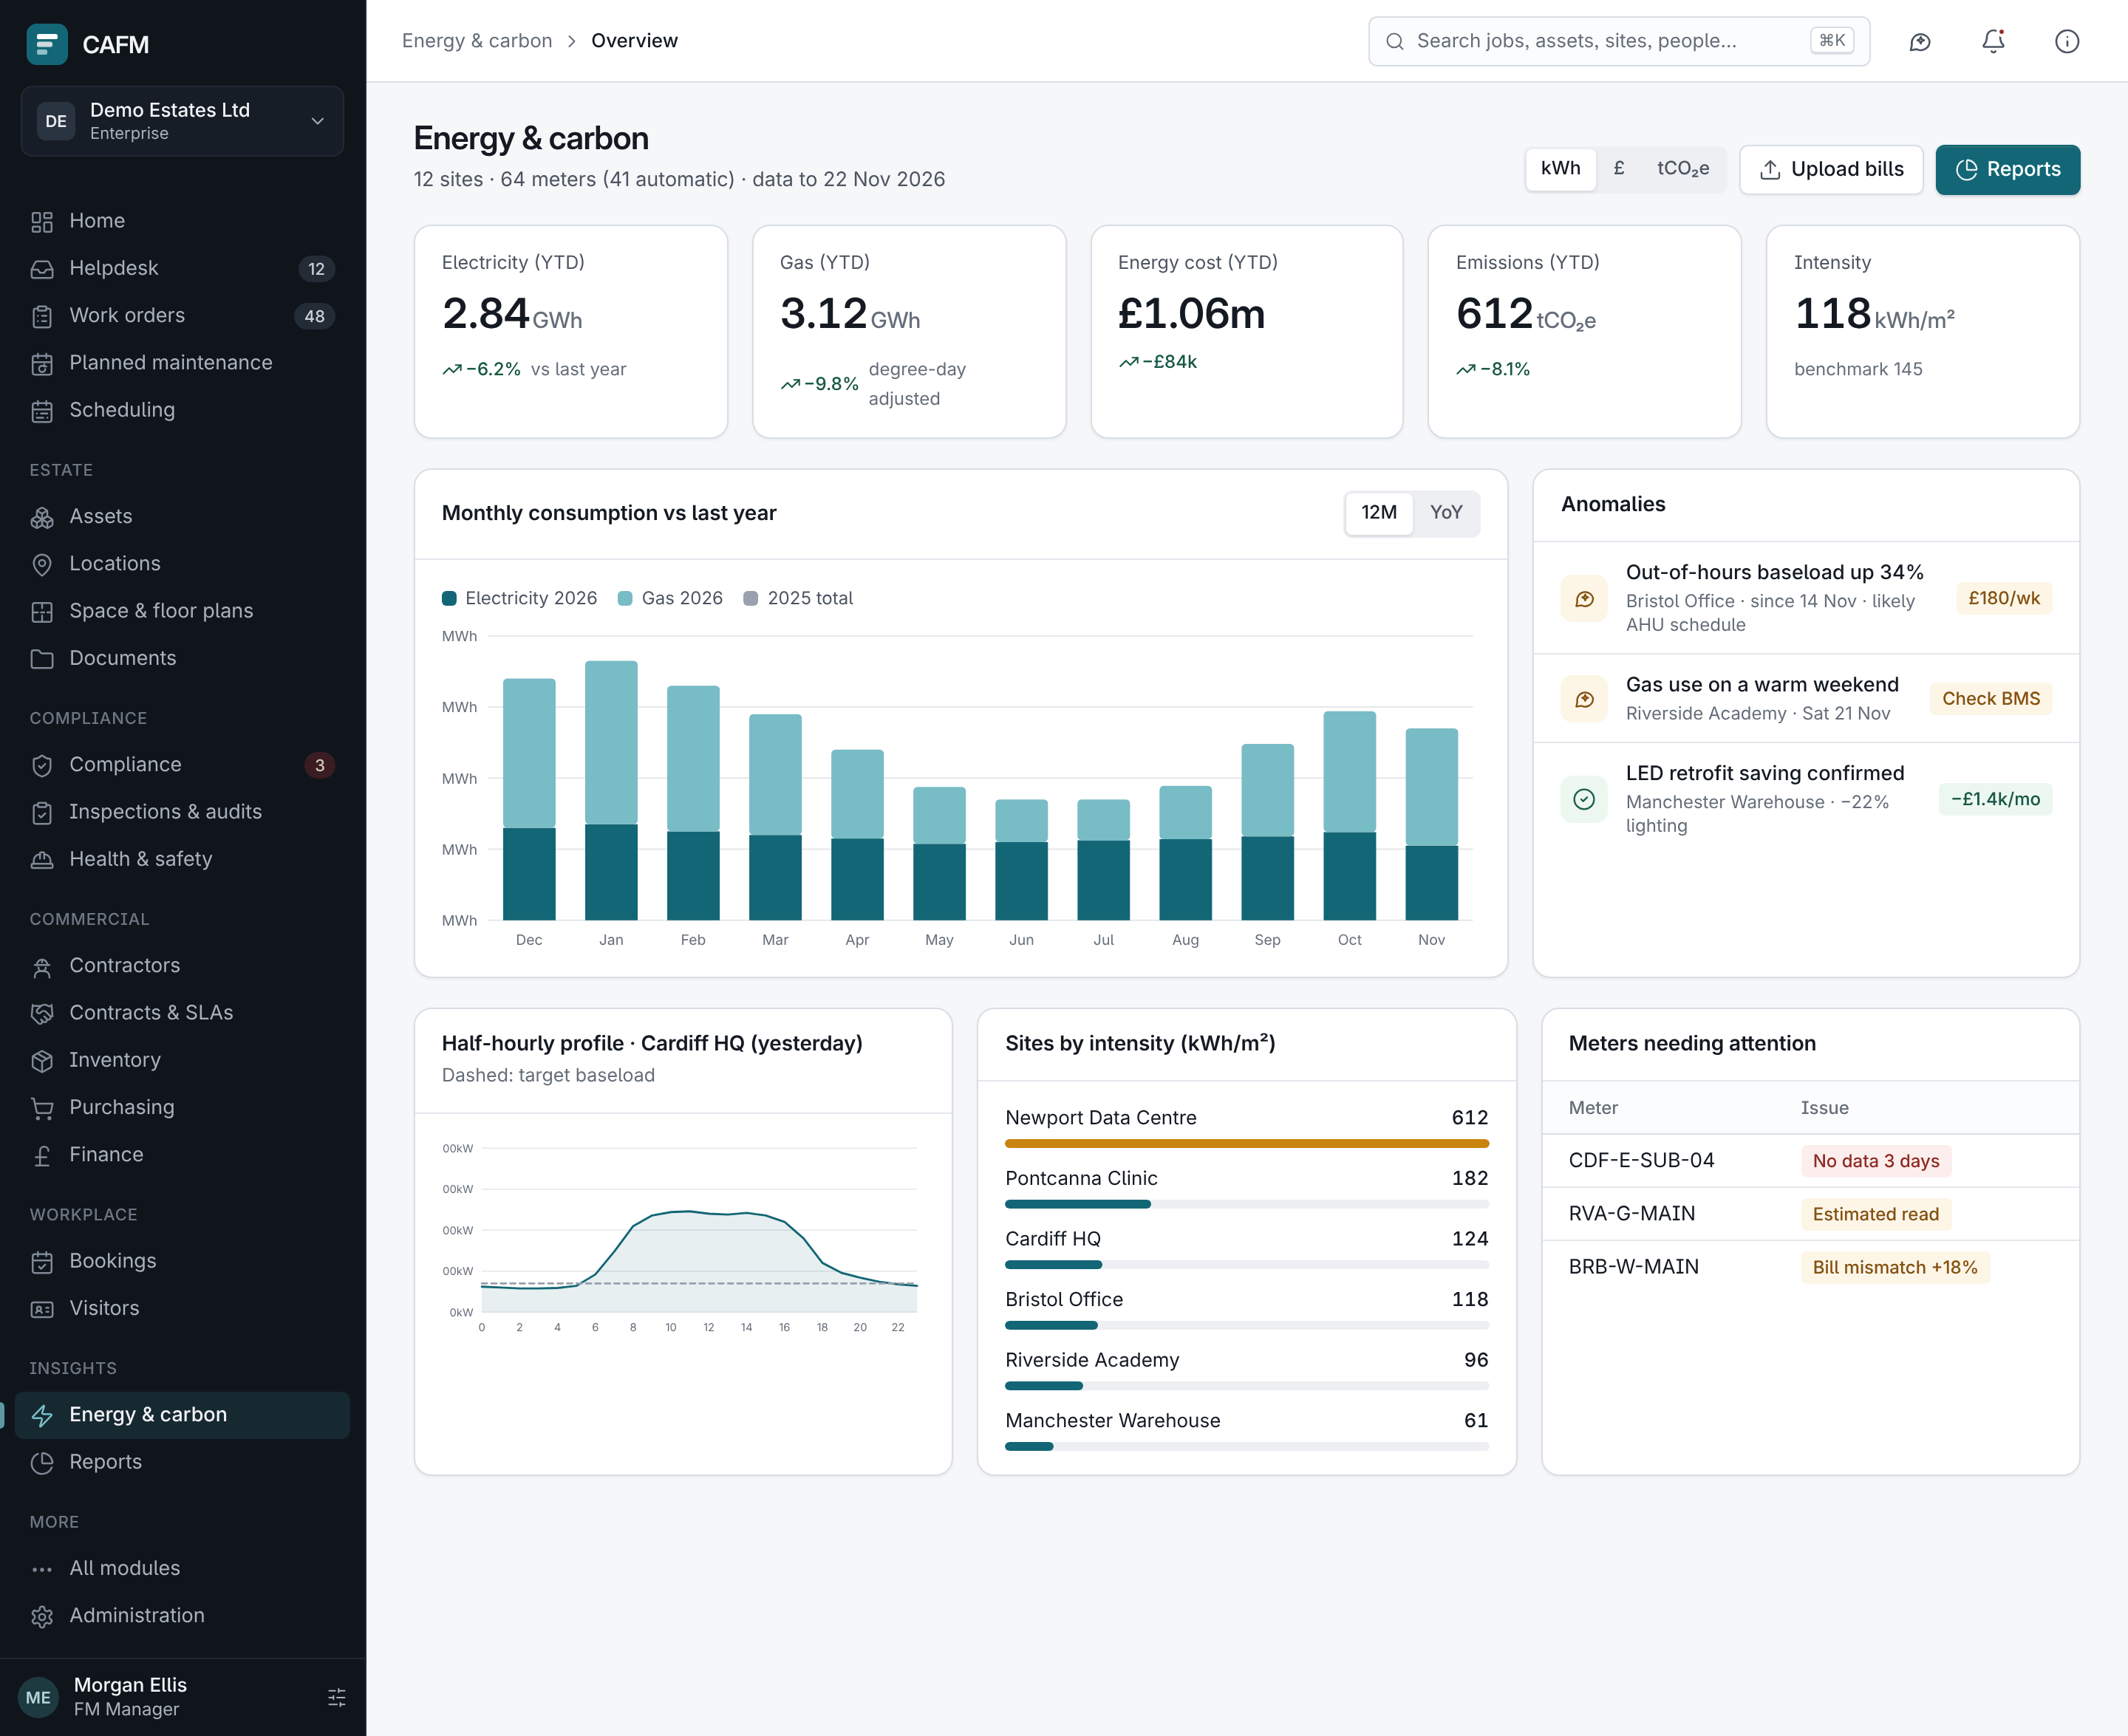 CAFM
DE
Demo Estates Ltd
Enterprise
Home
Helpdesk 12
Work orders 48
Planned maintenance
Scheduling
ESTATE
Assets
Locations
Space & floor plans
Documents
COMPLIANCE
Compliance 3
Inspections & audits
Health & safety
COMMERCIAL
Contractors
Contracts & SLAs
Inventory
Purchasing
Finance
WORKPLACE
Bookings
Visitors
INSIGHTS
Energy & carbon
Reports
MORE
All modules
Administration
ME
Morgan Ellis
FM Manager
Energy & carbon > Overview
Search jobs, assets, sites, people... ⌘K
Energy & carbon
12 sites · 64 meters (41 automatic) · data to 22 Nov 2026
kWh £ tCO₂e
Upload bills
Reports
Electricity (YTD)
2.84 GWh
−6.2% vs last year
Gas (YTD)
3.12 GWh
−9.8% degree-day
adjusted
Energy cost (YTD)
£1.06m
−£84k
Emissions (YTD)
612 tCO₂e
−8.1%
Intensity
118 kWh/m²
benchmark 145
Monthly consumption vs last year
12M YoY
Electricity 2026 Gas 2026 2025 total
MWh
MWh
MWh
MWh
MWh
Dec Jan Feb Mar Apr May Jun Jul Aug Sep Oct Nov
Anomalies
Out-of-hours baseload up 34%
Bristol Office · since 14 Nov · likely
AHU schedule
£180/wk
Gas use on a warm weekend
Riverside Academy · Sat 21 Nov
Check BMS
LED retrofit saving confirmed
Manchester Warehouse · −22%
lighting
−£1.4k/mo
Half-hourly profile · Cardiff HQ (yesterday)
Dashed: target baseload
00kW
00kW
00kW
00kW
0kW
0 2 4 6 8 10 12 14 16 18 20 22
Sites by intensity (kWh/m²)
Newport Data Centre 612
Pontcanna Clinic 182
Cardiff HQ 124
Bristol Office 118
Riverside Academy 96
Manchester Warehouse 61
Meters needing attention
Meter Issue
CDF-E-SUB-04 No data 3 days
RVA-G-MAIN Estimated read
BRB-W-MAIN Bill mismatch +18%